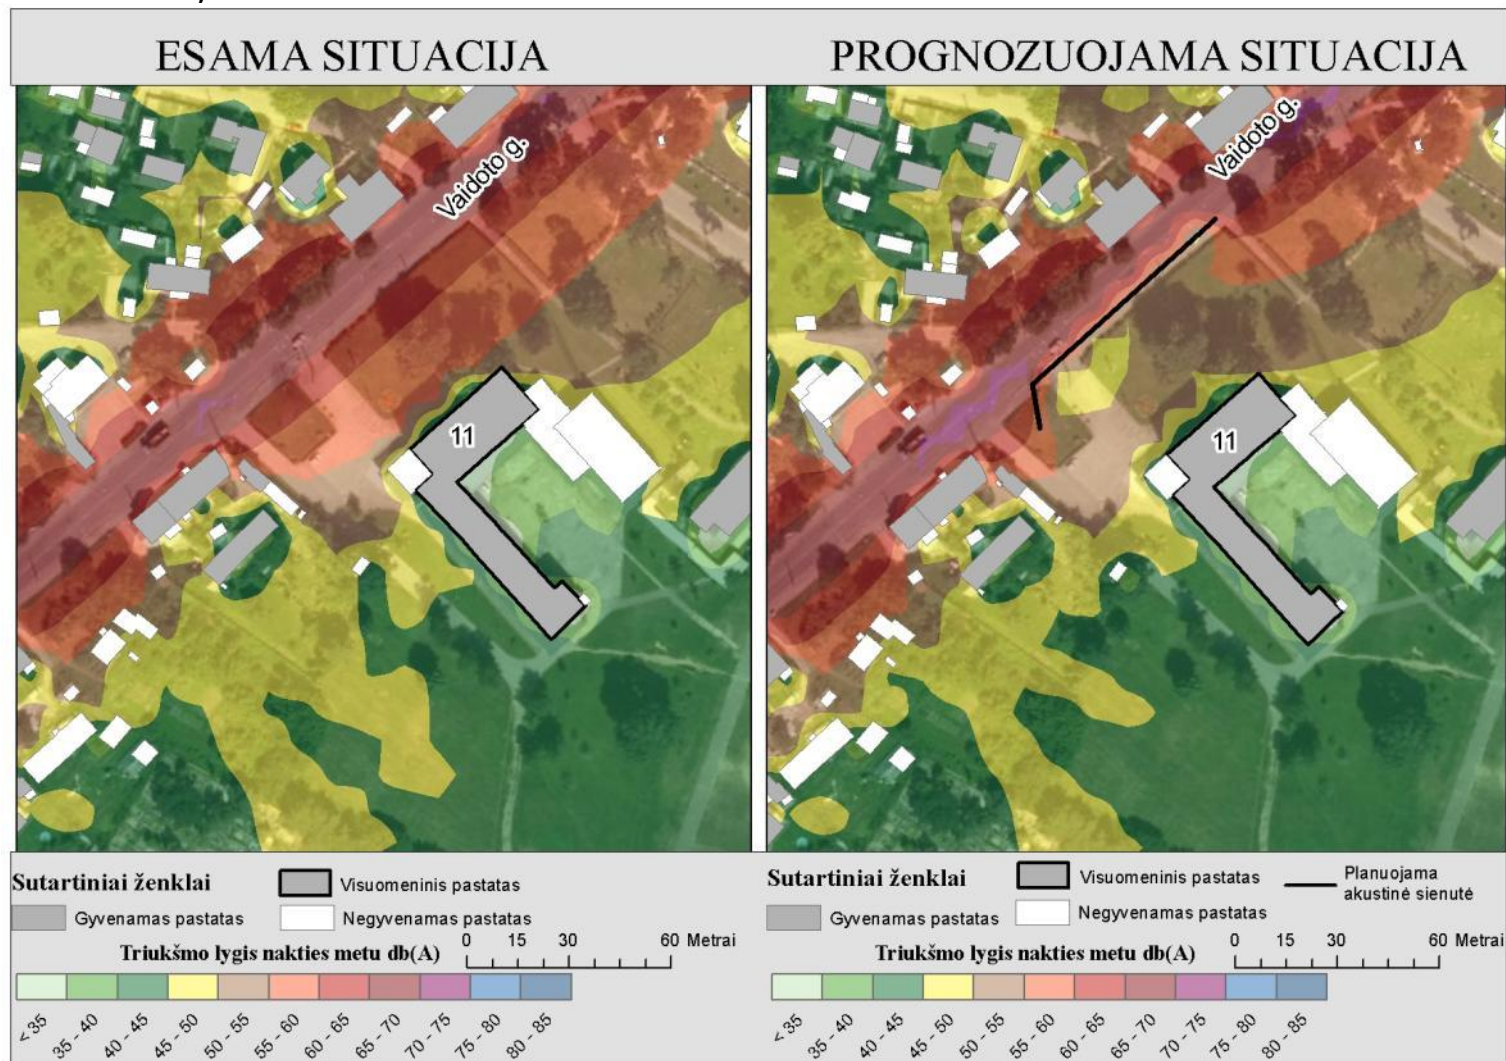 ESAMA SITUACIJA
PROGNOZUOJAMA SITUACIJA
Vaidoto g.
11
Vaidoto g.
11
Sutartiniai ženklai
Visuomeninis pastatas
Gyvenamas pastatas
Negyvenamas pastatas
Triukšmo lygis nakties metu db(A)
0 15 30 60 Metrai
< 35 35 - 40 40 - 45 45 - 50 50 - 55 55 - 60 60 - 65 65 - 70 70 - 75 75 - 80 80 - 85
Sutartiniai ženklai
Visuomeninis pastatas
Planuojama
akustinė sienutė
Gyvenamas pastatas
Negyvenamas pastatas
Triukšmo lygis nakties metu db(A)
0 15 30 60 Metrai
< 35 35 - 40 40 - 45 45 - 50 50 - 55 55 - 60 60 - 65 65 - 70 70 - 75 75 - 80 80 - 85